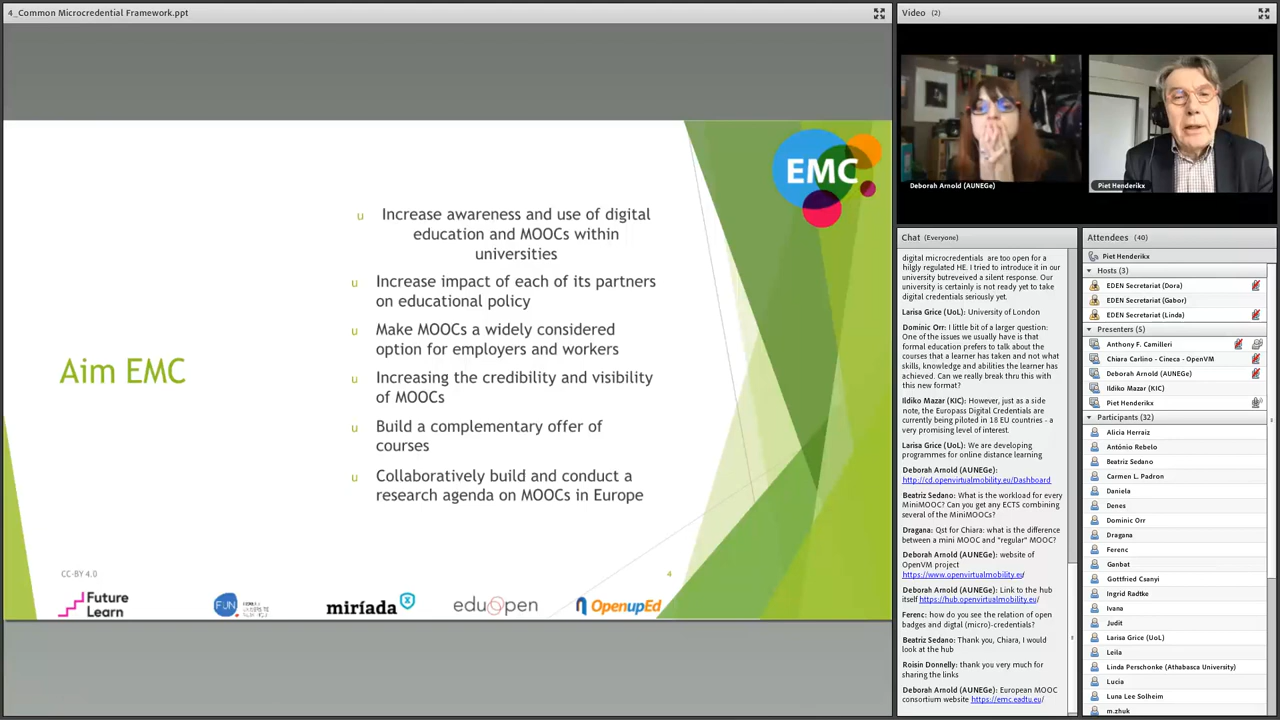 4_Common Microcredential Framework.ppt
EMC
Aim EMC
u Increase awareness and use of digital
education and MOOCs within
universities
u Increase impact of each of its partners
on educational policy
u Make MOOCs a widely considered
option for employers and workers
u Increasing the credibility and visibility
of MOOCs
u Build a complementary offer of
courses
u Collaboratively build and conduct a
research agenda on MOOCs in Europe
CC-BY 4.0
4
Future
Learn
FUN
miríada
eduOpen
OpenupEd
Video (2)
Deborah Arnold (AUNEGe)
Piet Henderikx
Chat (Everyone)
digital microcredentials are too open for a
hilgly regulated HE. I tried to introduce it in our
university butreveived a silent response. Our
university is certainly is not ready yet to take
digital credentials seriously yet.
Larisa Grice (UoL): University of London
Dominic Orr: I little bit of a larger question:
One of the issues we usually have is that
formal education prefers to talk about the
courses that a learner has taken and not what
skills, knowledge and abilities the learner has
achieved. Can we really break thru this with
this new format?
Ildiko Mazar (KIC): However, just as a side
note, the Europass Digital Credentials are
currently being piloted in 18 EU countries - a
very promising level of interest.
Larisa Grice (UoL): We are developing
programmes for online distance learning
Deborah Arnold (AUNEGe):
http://cd.openvirtualmobility.eu/Dashboard
Beatriz Sedano: What is the workload for every
MiniMOOC? Can you get any ECTS combining
several of the MiniMOOCs?
Dragana: Qst for Chiara: what is the difference
between a mini MOOC and "regular" MOOC?
Deborah Arnold (AUNEGe): website of
OpenVM project
https://www.openvirtualmobility.eu/
Deborah Arnold (AUNEGe): Link to the hub
itself https://hub.openvirtualmobility.eu/
Ferenc: how do you see the relation of open
badges and digtal (micro)-credentials?
Beatriz Sedano: Thank you, Chiara, I would
look at the hub
Roisin Donnelly: thank you very much for
sharing the links
Deborah Arnold (AUNEGe): European MOOC
consortium website https://emc.eadtu.eu/
Attendees (40)
Piet Henderikx
Hosts (3)
EDEN Secretariat (Dora)
EDEN Secretariat (Gabor)
EDEN Secretariat (Linda)
Presenters (5)
Anthony F. Camilleri
Chiara Carlino - Cineca - OpenVM
Deborah Arnold (AUNEGe)
Ildiko Mazar (KIC)
Piet Henderikx
Participants (32)
Alicia Herraiz
António Rebelo
Beatriz Sedano
Carmen L. Padron
Daniela
Denes
Dominic Orr
Dragana
Ferenc
Ganbat
Gottfried Csanyi
Ingrid Radtke
Ivana
Judit
Larisa Grice (UoL)
Leila
Linda Perschonke (Athabasca University)
Lucia
Luna Lee Solheim
m.zhuk